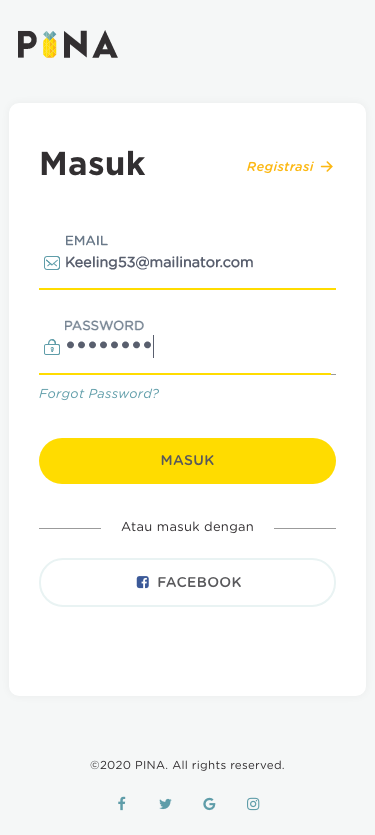 PINA
Masuk
Registrasi →
EMAIL
Keeling53@mailinator.com
PASSWORD
••••••••
Forgot Password?
MASUK
Atau masuk dengan
FACEBOOK
©2020 PINA. All rights reserved.